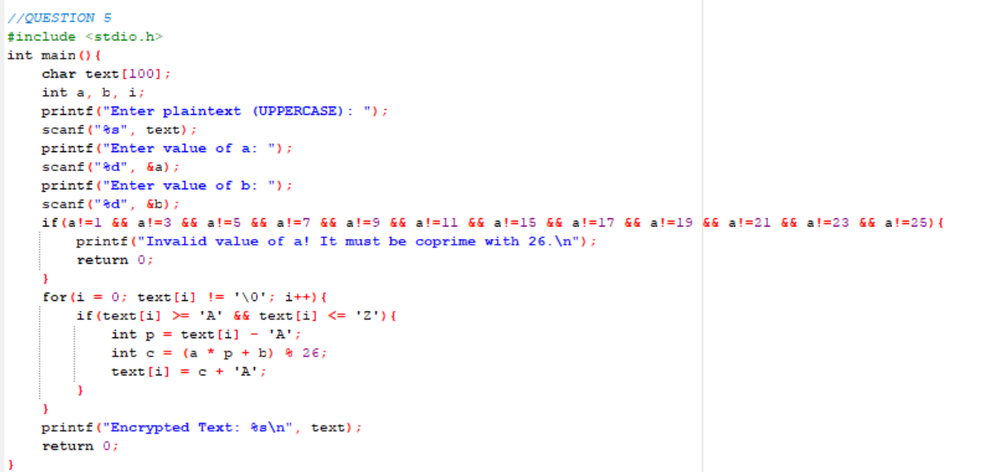 //QUESTION 5
#include <stdio.h>
int main(){
    char text[100];
    int a, b, i;
    printf("Enter plaintext (UPPERCASE): ");
    scanf("%s", text);
    printf("Enter value of a: ");
    scanf("%d", &a);
    printf("Enter value of b: ");
    scanf("%d", &b);
    if(a!=1 && a!=3 && a!=5 && a!=7 && a!=9 && a!=11 && a!=15 && a!=17 && a!=19 && a!=21 && a!=23 && a!=25){
        printf("Invalid value of a! It must be coprime with 26.\n");
        return 0;
    }
    for(i = 0; text[i] != '\0'; i++){
        if(text[i] >= 'A' && text[i] <= 'Z'){
            int p = text[i] - 'A';
            int c = (a * p + b) % 26;
            text[i] = c + 'A';
        }
    }
    printf("Encrypted Text: %s\n", text);
    return 0;
}